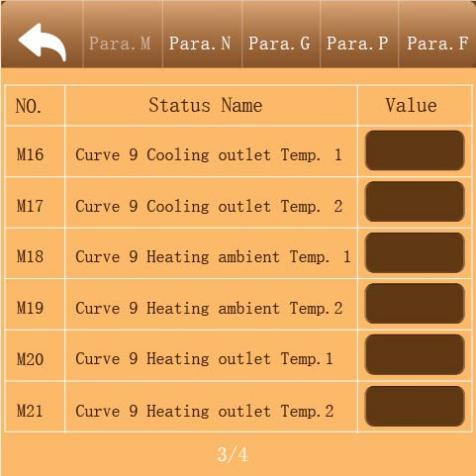 Para.M Para.N Para.G Para.P Para.F
NO. Status Name Value
M16 Curve 9 Cooling outlet Temp. 1
M17 Curve 9 Cooling outlet Temp. 2
M18 Curve 9 Heating ambient Temp. 1
M19 Curve 9 Heating ambient Temp.2
M20 Curve 9 Heating outlet Temp.1
M21 Curve 9 Heating outlet Temp.2
3/4